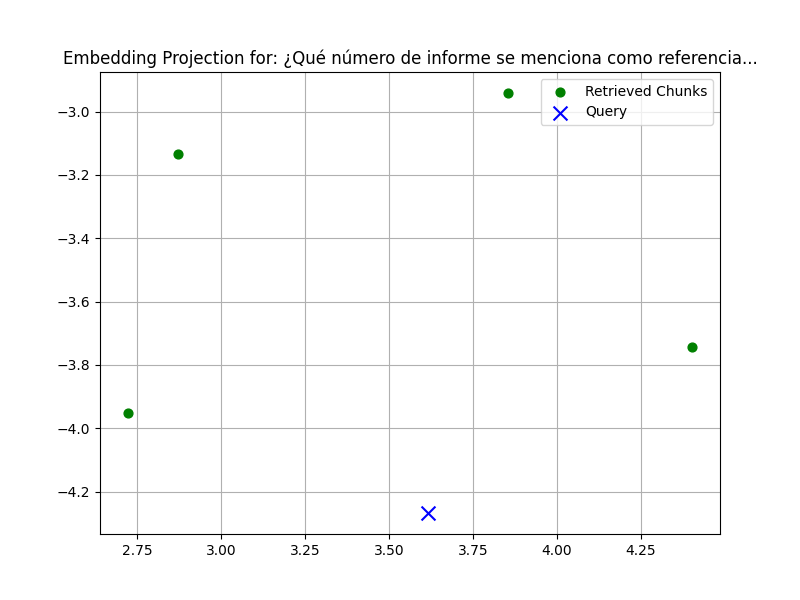 Embedding Projection for: ¿Qué número de informe se menciona como referencia...
Retrieved Chunks
Query
−3.0
−3.2
−3.4
−3.6
−3.8
−4.0
−4.2
2.75 3.00 3.25 3.50 3.75 4.00 4.25